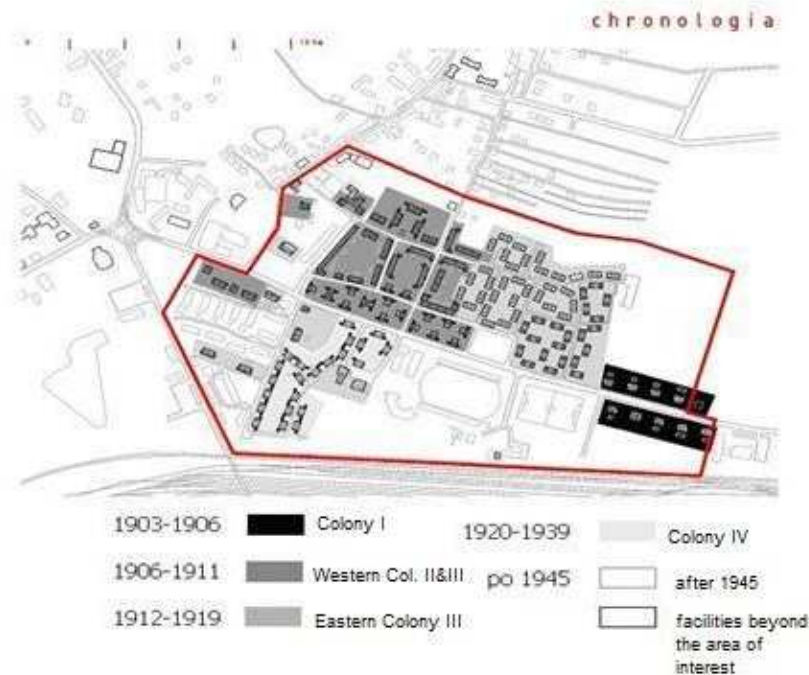 chronologia
1903-1906 Colony I
1920-1939 Colony IV
1906-1911 Western Col. II&III
po 1945 after 1945
1912-1919 Eastern Colony III
facilities beyond
the area of
interest